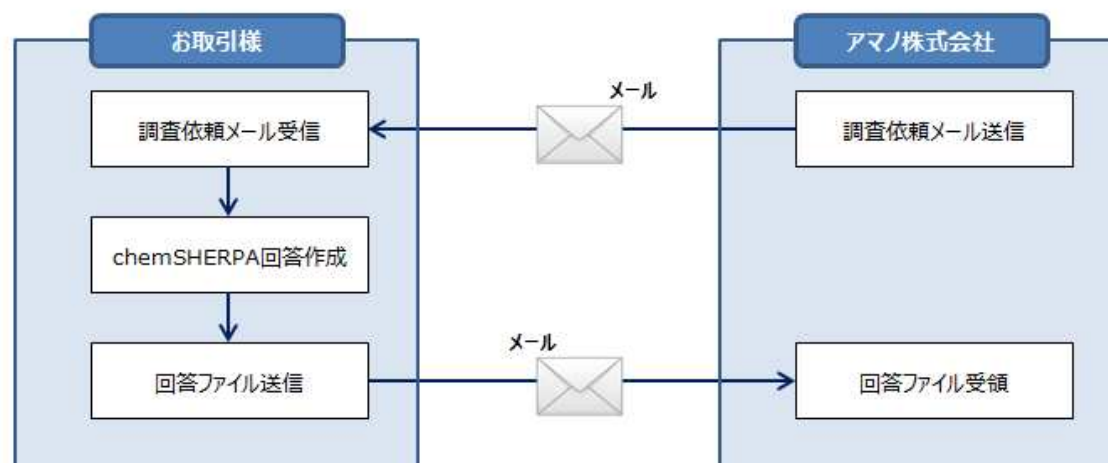 お取引様
アマノ株式会社
メール
調査依頼メール受信
調査依頼メール送信
chemSHERPA回答作成
メール
回答ファイル送信
回答ファイル受領